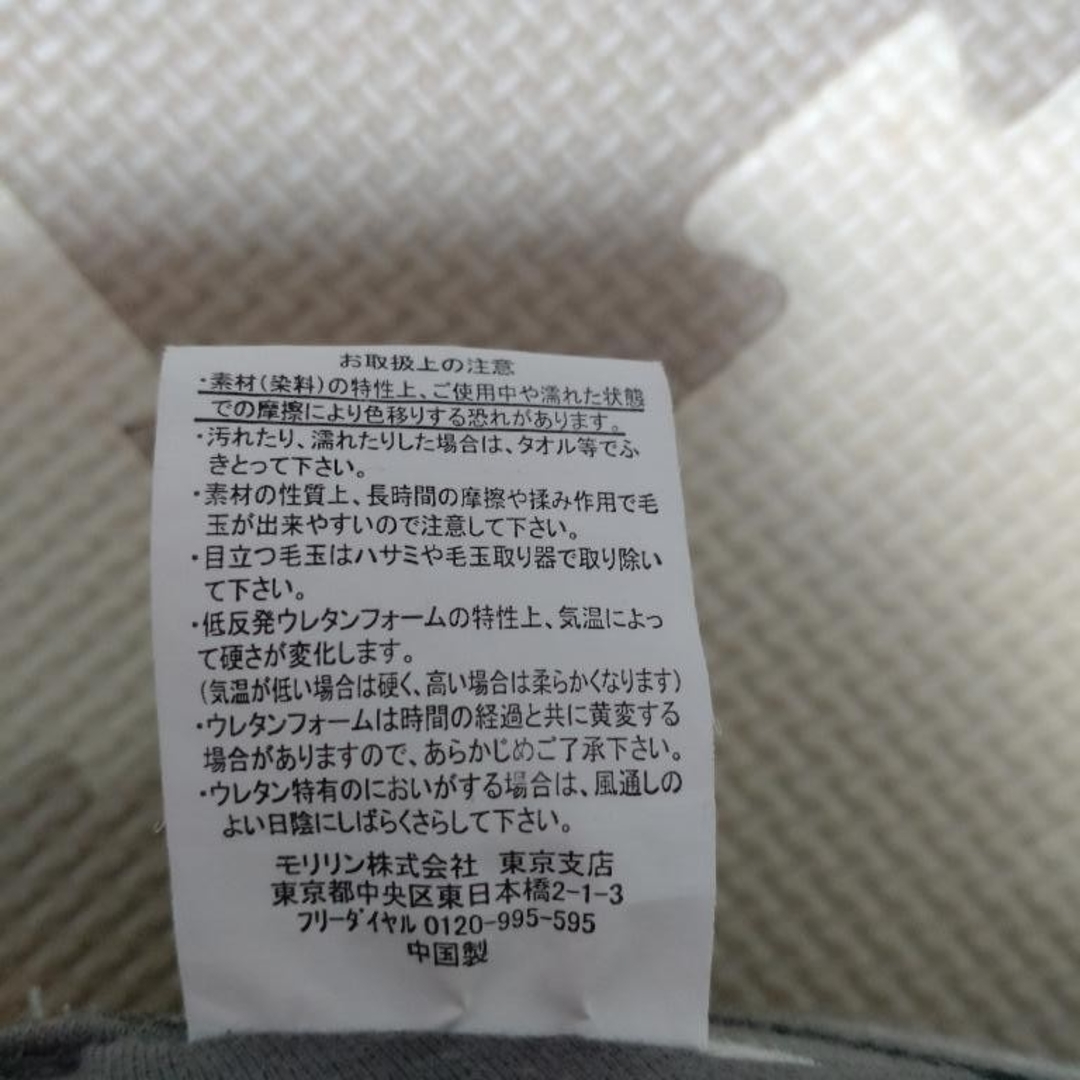 お取扱上の注意
・素材(染料)の特性上、ご使用中や濡れた状態
での摩擦により色移りする恐れがあります。
・汚れたり、濡れたりした場合は、タオル等でふ
きとって下さい。
・素材の性質上、長時間の摩擦や揉み作用で毛
玉が出来やすいので注意して下さい。
・目立つ毛玉はハサミや毛玉取り器で取り除い
て下さい。
・低反発ウレタンフォームの特性上、気温によっ
て硬さが変化します。
(気温が低い場合は硬く、高い場合は柔らかくなります)
・ウレタンフォームは時間の経過と共に黄変する
場合がありますので、あらかじめご了承下さい。
・ウレタン特有のにおいがする場合は、風通しの
よい日陰にしばらくさらして下さい。
モリリン株式会社 東京支店
東京都中央区東日本橋2-1-3
フリーダイヤル 0120-995-595
中国製